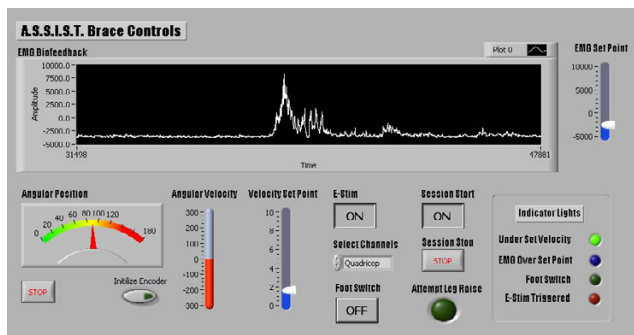 A.S.S.I.S.T. Brace Controls
EMG Biofeedback
Plot 0
EMG Set Point
10000.0
7500.0
5000.0
2500.0
0.0
-2500.0
-5000.0
Amplitude
31498
47881
Time
10000
5000
0
-5000
Angular Position
0 20 40 60 80 100 120 180
STOP
Initilize Encoder
Angular Velocity
300
200
100
0
-100
-200
300
Velocity Set Point
10
8
6
4
2
0
E-Stim
ON
Select Channels
Quadricep
Foot Switch
OFF
Session Start
ON
Session Stop
STOP
Attempt Leg Raise
Indicator Lights
Under Set Velocity
EMG Over Set Point
Foot Switch
E-Stim Triggered